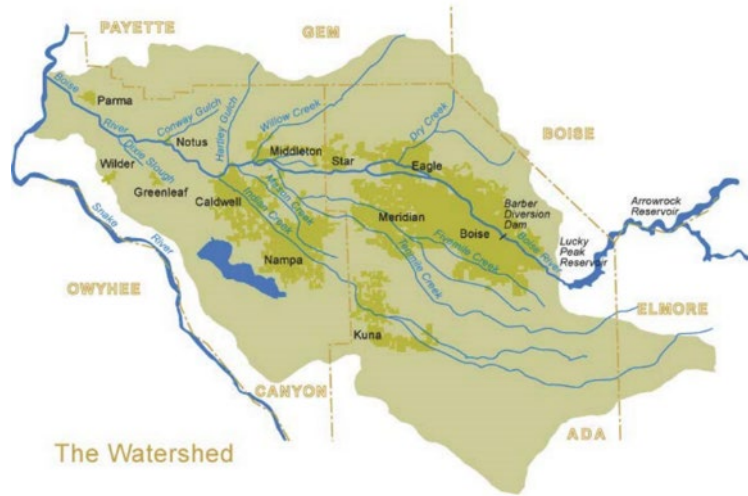 PAYETTE
GEM
Boise
Parma
River
Dixie Slough
Conway Gulch
Notus
Hartley Gulch
Willow Creek
Dry Creek
BOISE
Middleton
Star
Eagle
Wilder
Greenleaf
Caldwell
Mason Creek
Indian Creek
Meridian
Boise
Barber
Diversion
Dam
Boise River
Arrowrock
Reservoir
Lucky
Peak
Reservoir
Snake
River
Nampa
Tenmile Creek
Fivemile Creek
OWYHEE
ELMORE
Kuna
CANYON
ADA
The Watershed